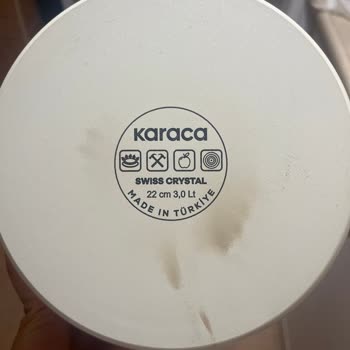 karaca
SWISS CRYSTAL
22 cm 3,0 Lt
MADE IN TÜRKİYE